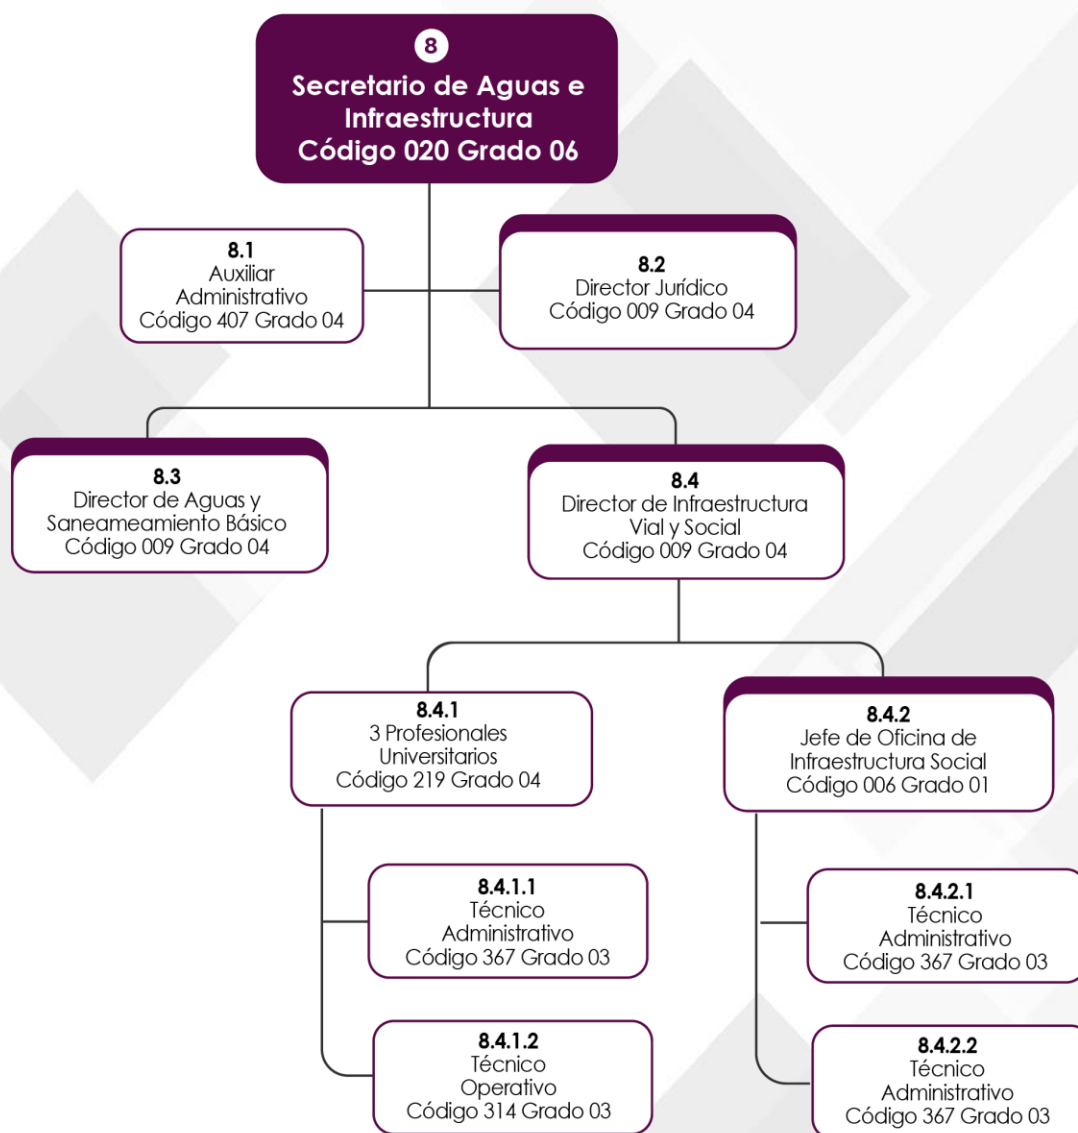 8
Secretario de Aguas e
Infraestructura
Código 020 Grado 06
8.1
Auxiliar
Administrativo
Código 407 Grado 04
8.2
Director Jurídico
Código 009 Grado 04
8.3
Director de Aguas y
Saneameamiento Básico
Código 009 Grado 04
8.4
Director de Infraestructura
Vial y Social
Código 009 Grado 04
8.4.1
3 Profesionales
Universitarios
Código 219 Grado 04
8.4.2
Jefe de Oficina de
Infraestructura Social
Código 006 Grado 01
8.4.1.1
Técnico
Administrativo
Código 367 Grado 03
8.4.2.1
Técnico
Administrativo
Código 367 Grado 03
8.4.1.2
Técnico
Operativo
Código 314 Grado 03
8.4.2.2
Técnico
Administrativo
Código 367 Grado 03